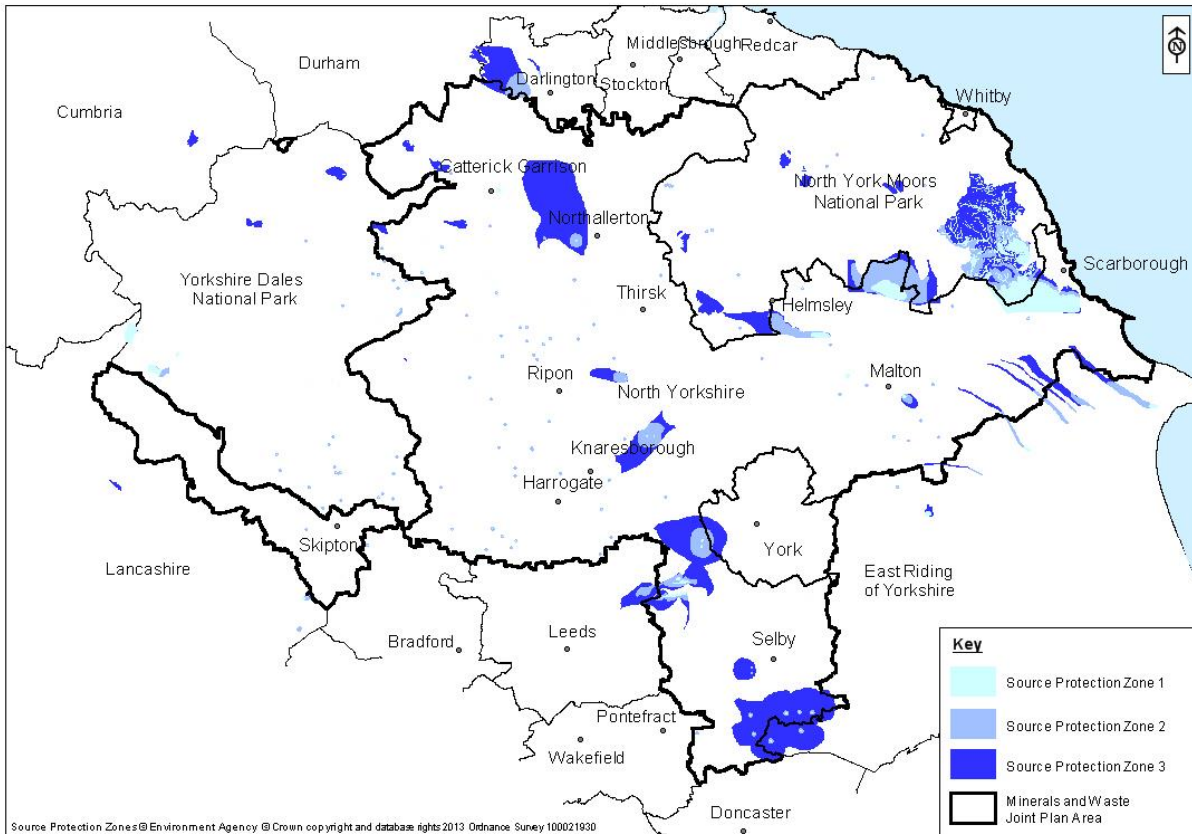 N
Middlesbrough
Redcar
Durham
Darlington
Stockton
Cumbria
Whitby
Catterick Garrison
North York Moors
National Park
Northallerton
Scarborough
Yorkshire Dales
National Park
Thirsk
Helmsley
Ripon
North Yorkshire
Malton
Knaresborough
Harrogate
Skipton
York
Lancashire
East Riding
of Yorkshire
Bradford
Leeds
Selby
Pontefract
Wakefield
Doncaster
Key
Source Protection Zone 1
Source Protection Zone 2
Source Protection Zone 3
Minerals and Waste
Joint Plan Area
Source Protection Zones © Environment Agency © Crown copyright and database rights 2013 Ordnance Survey 100021930